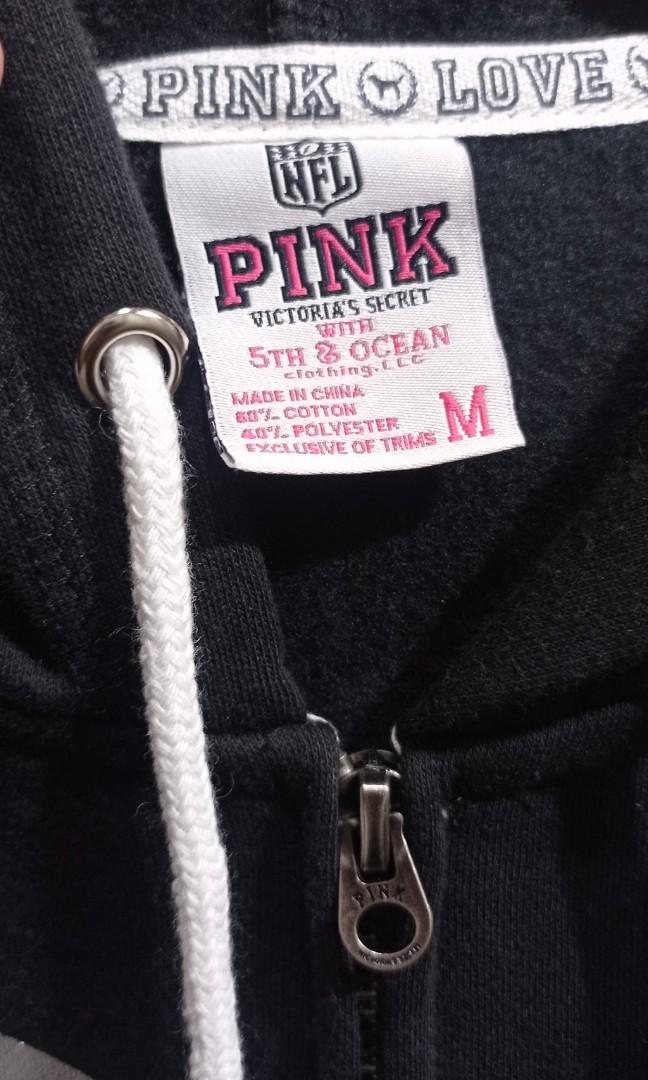 PINK LOVE
NFL
PINK
VICTORIA'S SECRET
WITH
5TH & OCEAN
clothing.LLC
MADE IN CHINA
60% COTTON
40% POLYESTER
EXCLUSIVE OF TRIMS
M
PINK